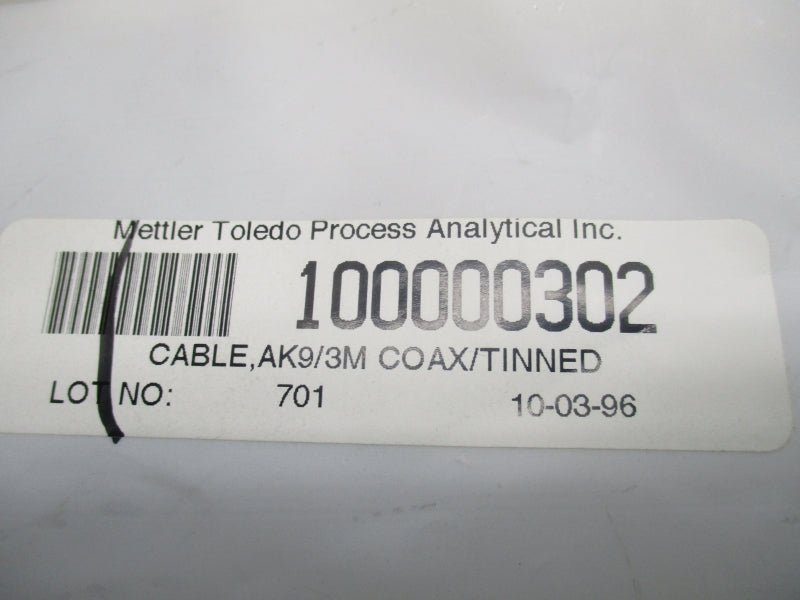 Mettler Toledo Process Analytical Inc.
100000302
CABLE,AK9/3M COAX/TINNED
LOT NO: 701 10-03-96